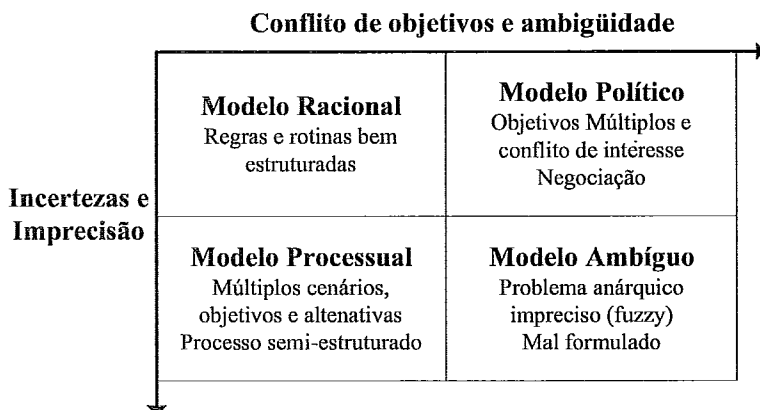 Conflito de objetivos e ambigüidade
Modelo Racional
Regras e rotinas bem
estruturadas
Modelo Político
Objetivos Múltiplos e
conflito de interesse
Negociação
Incertezas e
Imprecisão
Modelo Processual
Múltiplos cenários,
objetivos e altenativas
Processo semi-estruturado
Modelo Ambíguo
Problema anárquico
impreciso (fuzzy)
Mal formulado